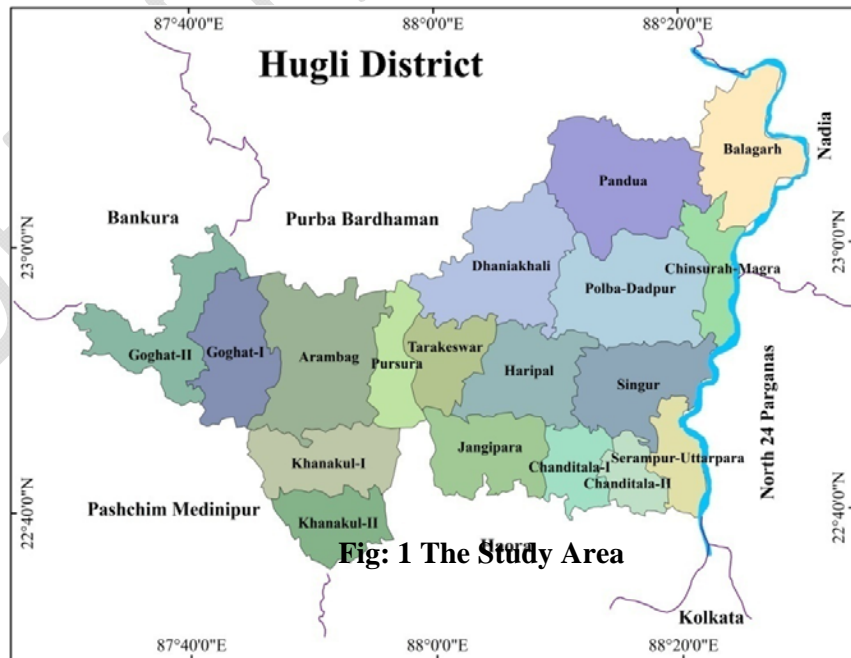 87°40'0"E 88°0'0"E 88°20'0"E
Hugli District
Nadia
Balagarh
Pandua
Bankura
Purba Bardhaman
23°0'0"N
23°0'0"N
Dhaniakhali
Chinsurah-Magra
Polba-Dadpur
Tarakeswar
Goghat-II
Goghat-I
Arambag
Pursura
Haripal
Singur
North 24 Parganas
Jangipara
Serampur-Uttarpara
Khanakul-I
Chanditala-I
Chanditala-II
Pashchim Medinipur
22°40'0"N
22°40'0"N
Khanakul-II
Haora
Fig: 1 The Study Area
Kolkata
87°40'0"E 88°0'0"E 88°20'0"E